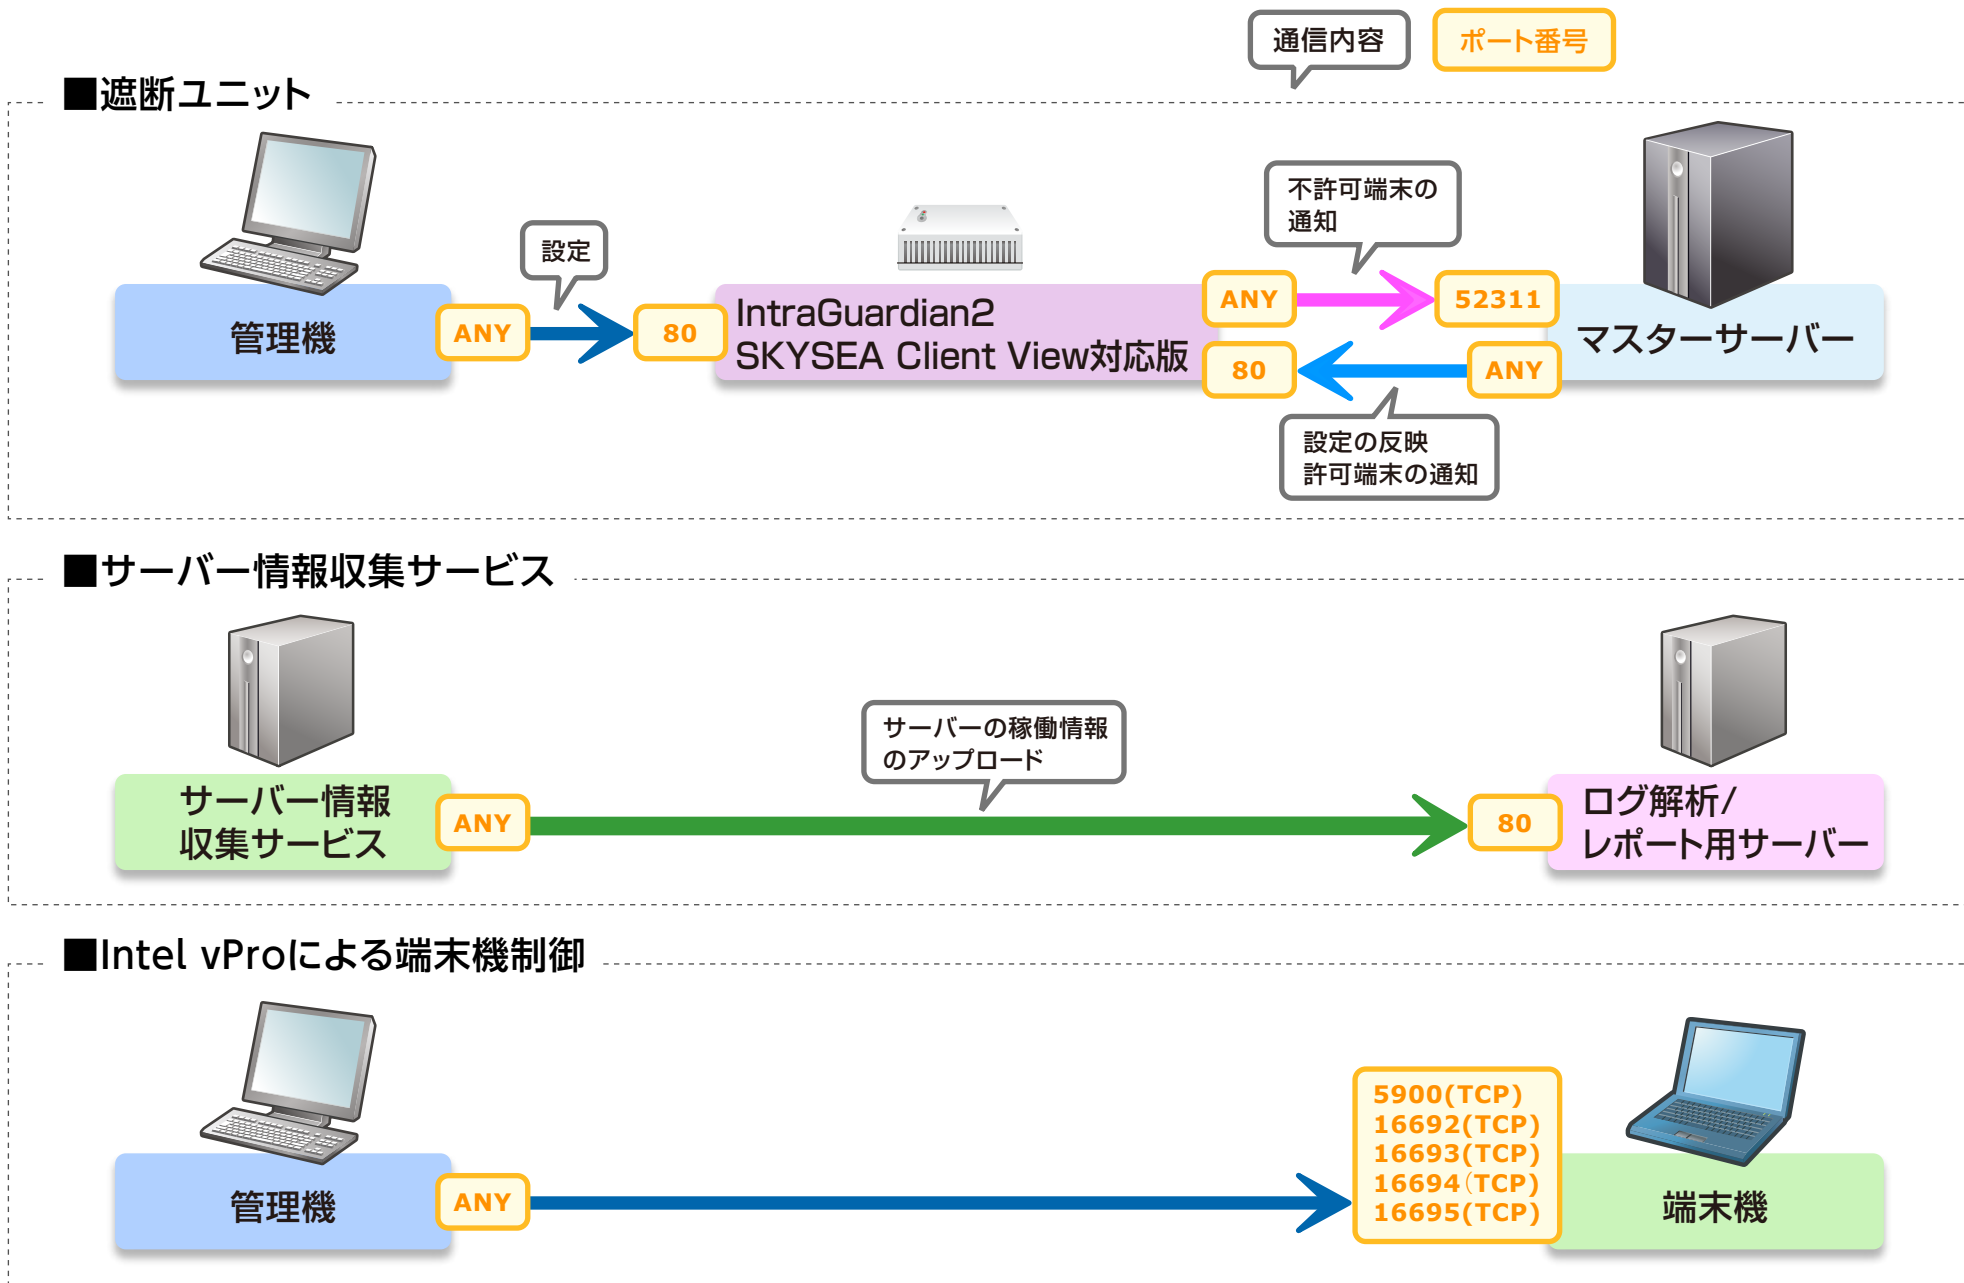 通信内容
ポート番号
■遮断ユニット
設定
不許可端末の
通知
管理機
ANY
80
IntraGuardian2
SKYSEA Client View対応版
ANY
52311
80
ANY
マスターサーバー
設定の反映
許可端末の通知
■サーバー情報収集サービス
サーバーの稼働情報
のアップロード
サーバー情報
収集サービス
ANY
80
ログ解析/
レポート用サーバー
■Intel vProによる端末機制御
管理機
ANY
5900(TCP)
16692(TCP)
16693(TCP)
16694（TCP)
16695(TCP)
端末機